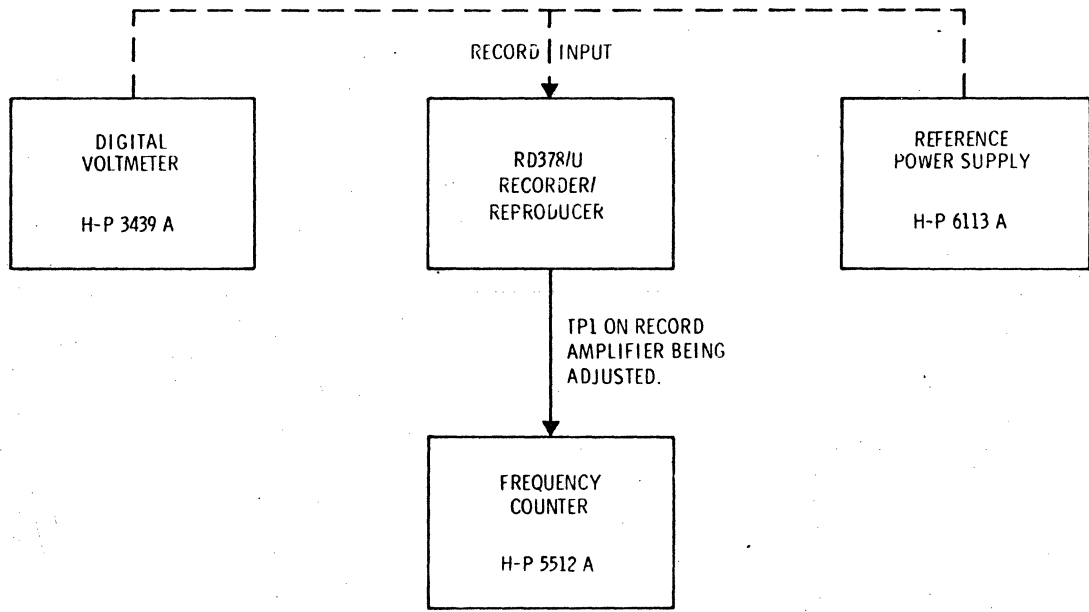 RECORD INPUT
DIGITAL
VOLTMETER
H-P 3439 A
RD378/U
RECORDER/
REPRODUCER
REFERENCE
POWER SUPPLY
H-P 6113 A
TP1 ON RECORD
AMPLIFIER BEING
ADJUSTED.
FREQUENCY
COUNTER
H-P 5512 A